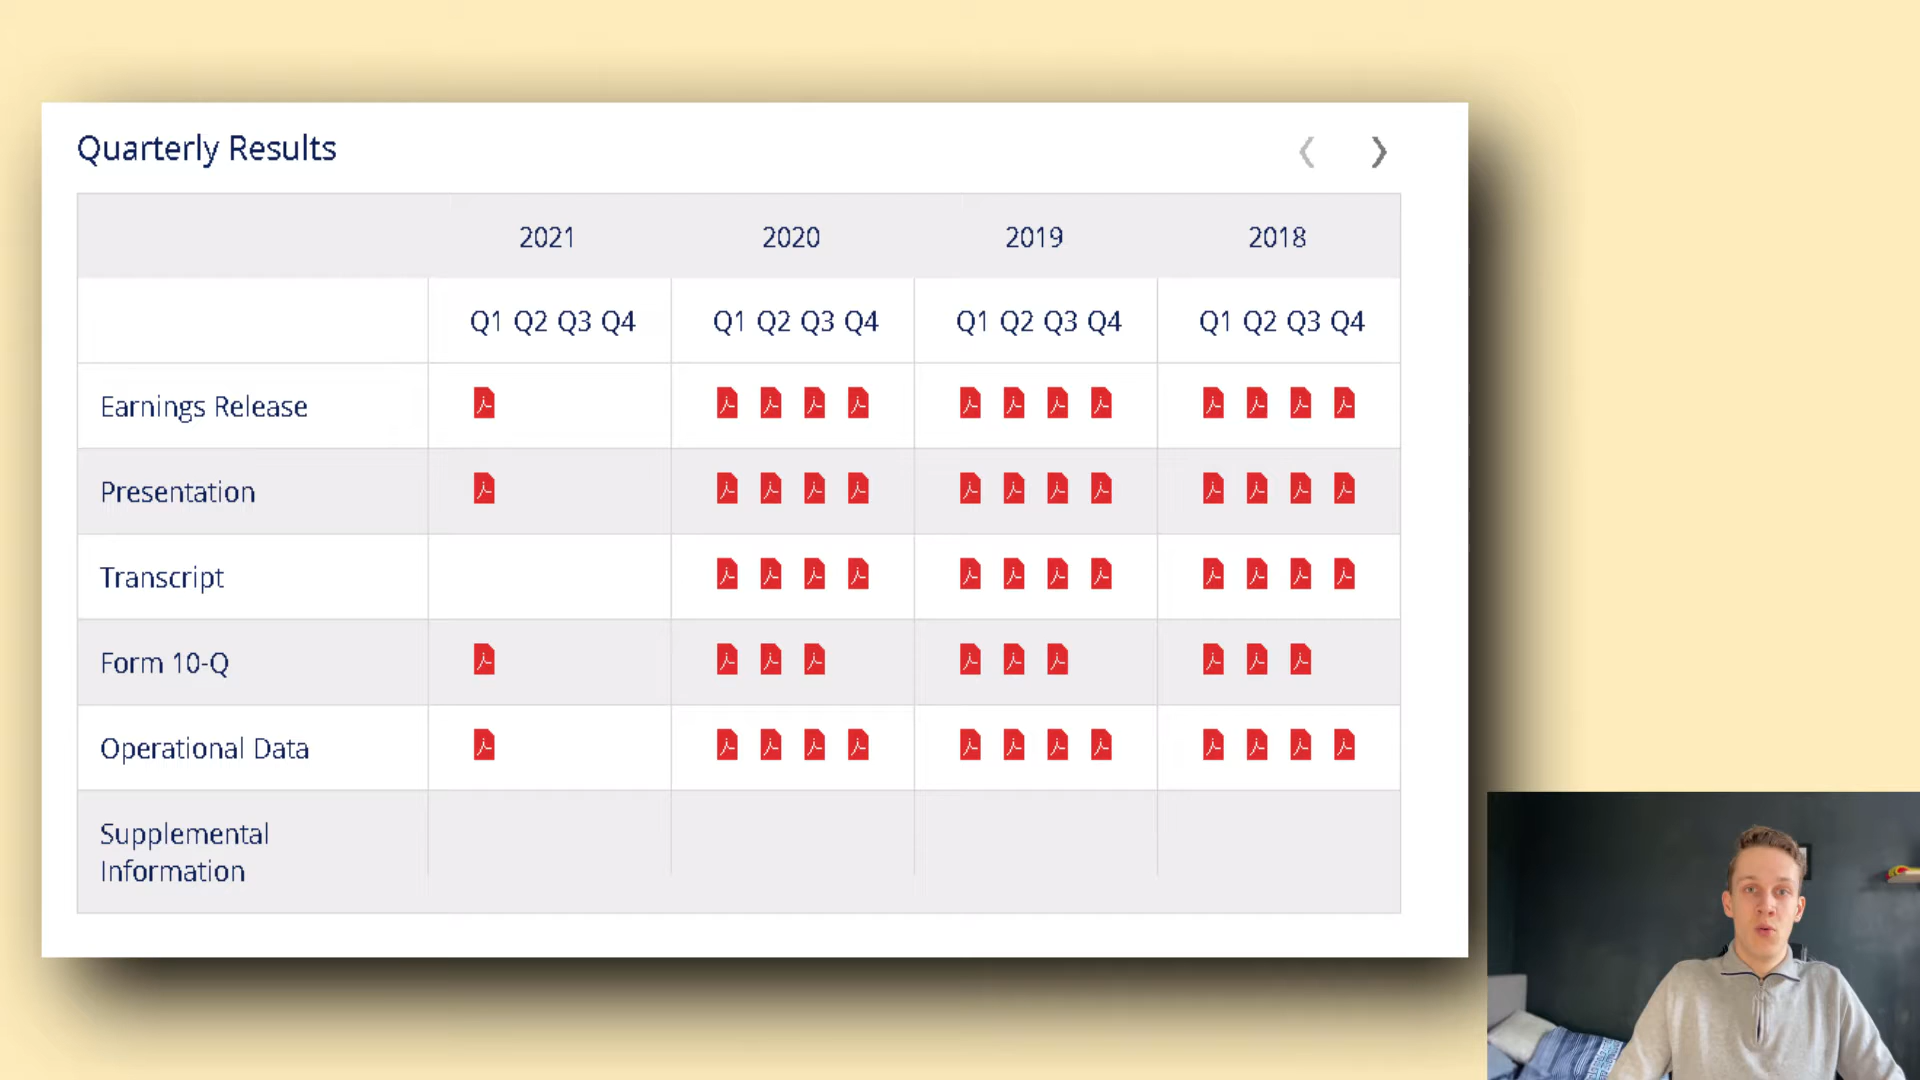 Quarterly Results
2021 2020 2019 2018
Q1 Q2 Q3 Q4 Q1 Q2 Q3 Q4 Q1 Q2 Q3 Q4 Q1 Q2 Q3 Q4
Earnings Release
Presentation
Transcript
Form 10-Q
Operational Data
Supplemental
Information